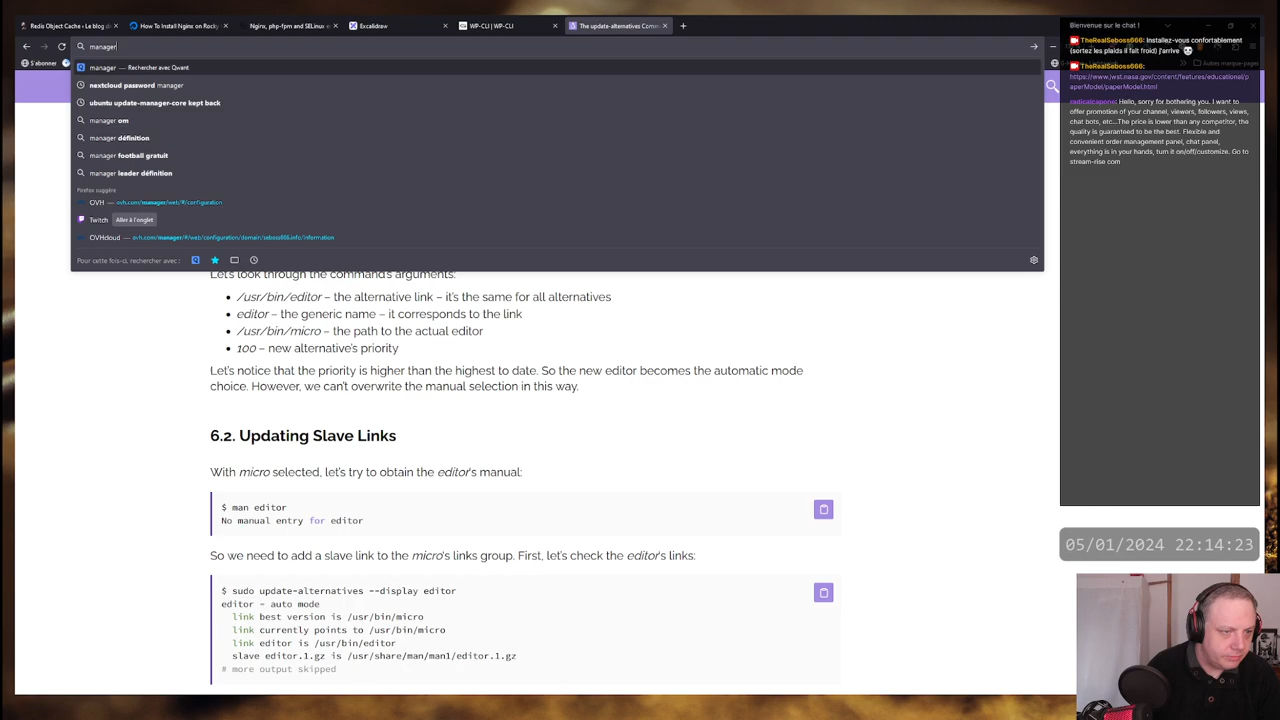 Redis Object Cache • Le blog d
How To Install Nginx on Rocky
Nginx, php-fpm and SELinux
Excalidraw
WP-CLI | WP-CLI
The update-alternatives Comm
manager
manager — Rechercher avec Qwant
nextcloud password manager
ubuntu update-manager-core kept back
manager om
manager définition
manager football gratuit
manager leader définition
Firefox suggère
OVH — ovh.com/manager/web/#/configuration
Twitch Aller à l'onglet
OVHcloud — ovh.com/manager/#/web/configuration/domain/seboss666.info/information
Pour cette fois-ci, rechercher avec :
S'abonner
Autres marque-pages
Let's look through the command's arguments:
• /usr/bin/editor – the alternative link – it's the same for all alternatives
• editor – the generic name – it corresponds to the link
• /usr/bin/micro – the path to the actual editor
• 100 – new alternative's priority
Let's notice that the priority is higher than the highest to date. So the new editor becomes the automatic mode
choice. However, we can't overwrite the manual selection in this way.
6.2. Updating Slave Links
With micro selected, let's try to obtain the editor's manual:
$ man editor
No manual entry for editor
So we need to add a slave link to the micro's links group. First, let's check the editor's links:
$ sudo update-alternatives --display editor
editor - auto mode
link best version is /usr/bin/micro
link currently points to /usr/bin/micro
link editor is /usr/bin/editor
slave editor.1.gz is /usr/share/man/man1/editor.1.gz
# more output skipped
Bienvenue sur le chat !
TheRealSeboss666: Installez-vous confortablement
(sortez les plaids il fait froid) j'arrive
TheRealSeboss666:
https://www.jwst.nasa.gov/content/features/educational/p
aperModel/paperModel.html
radicalcapone: Hello, sorry for bothering you. I want to
offer promotion of your channel, viewers, followers, views,
chat bots, etc...The price is lower than any competitor, the
quality is guaranteed to be the best. Flexible and
convenient order management panel, chat panel,
everything is in your hands, turn it on/off/customize. Go to
stream-rise com
05/01/2024 22:14:23